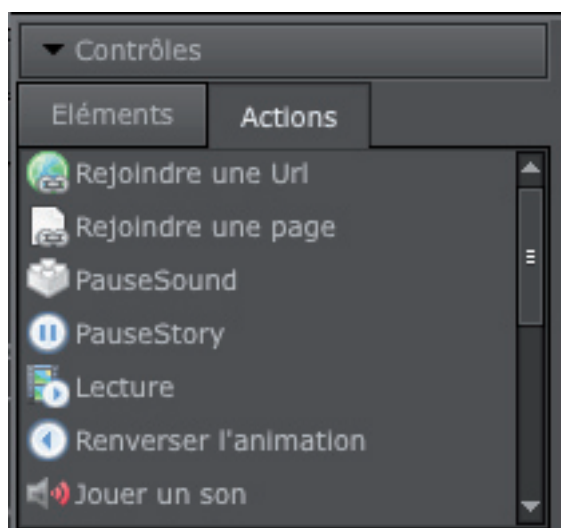 Contrôles
Eléments Actions
Rejoindre une Url
Rejoindre une page
PauseSound
PauseStory
Lecture
Renverser l'animation
Jouer un son